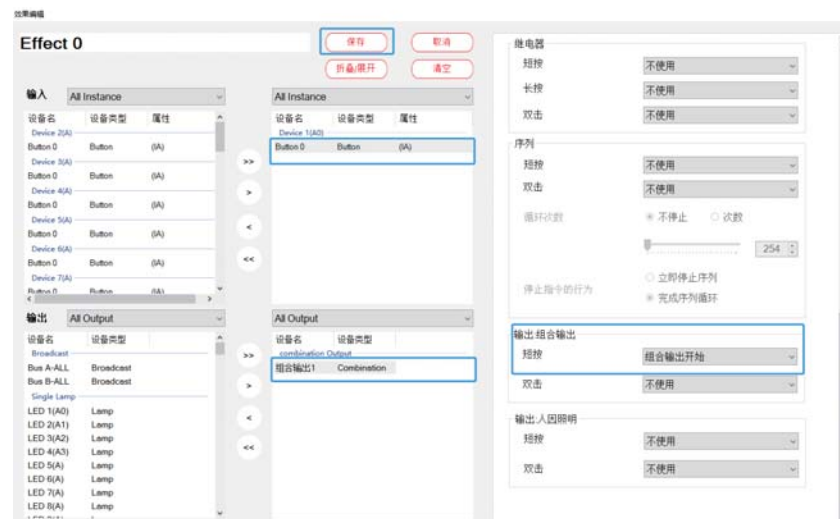 效果编辑
Effect 0
保存 取消
折叠/展开 清空
输入 All Instance
设备名 设备类型 属性
Device 2(A)
Button 0 Button (IA)
Device 3(A)
Button 0 Button (IA)
Device 4(A)
Button 0 Button (IA)
Device 5(A)
Button 0 Button (IA)
Device 6(A)
Button 0 Button (IA)
Device 7(A)
Button 0 Button (IA)
>>
>
<
<<
All Instance
设备名 设备类型 属性
Device 1(A0)
Button 0 Button (IA)
输出 All Output
设备名 设备类型
Broadcast
Bus A-ALL Broadcast
Bus B-ALL Broadcast
Single Lamp
LED 1(A0) Lamp
LED 2(A1) Lamp
LED 3(A2) Lamp
LED 4(A3) Lamp
LED 5(A) Lamp
LED 6(A) Lamp
LED 7(A) Lamp
LED 8(A) Lamp
>>
>
<
<<
All Output
设备名 设备类型
combination Output
组合输出1 Combination
继电器
短按 不使用
长按 不使用
双击 不使用
序列
短按 不使用
双击 不使用
循环次数 不停止 次数
254
停止指令的行为 立即停止序列
完成序列循环
输出:组合输出
短按 组合输出开始
双击 不使用
输出:人因照明
短按 不使用
双击 不使用